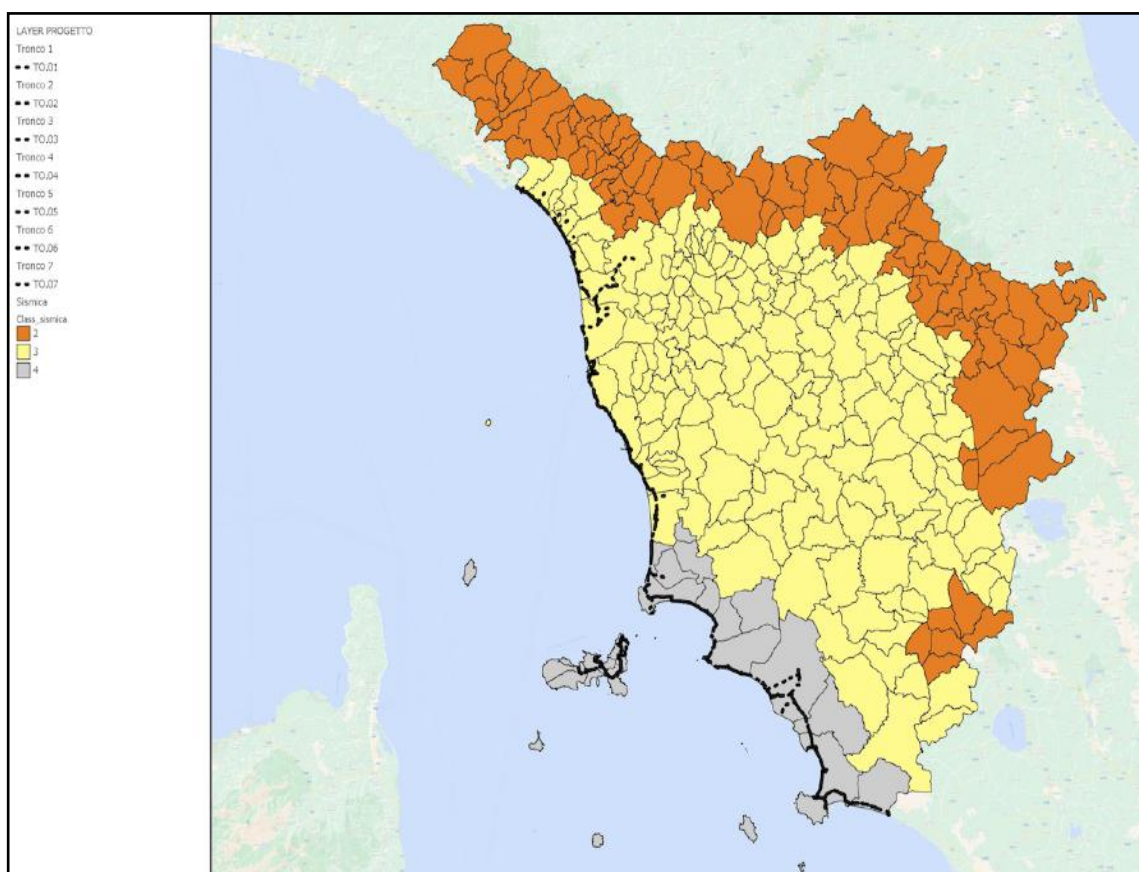 LAYER PROGETTO
Tronco 1
TO.01
Tronco 2
TO.02
Tronco 3
TO.03
Tronco 4
TO.04
Tronco 5
TO.05
Tronco 6
TO.06
Tronco 7
TO.07
Sismica
Class_sismica
2
3
4